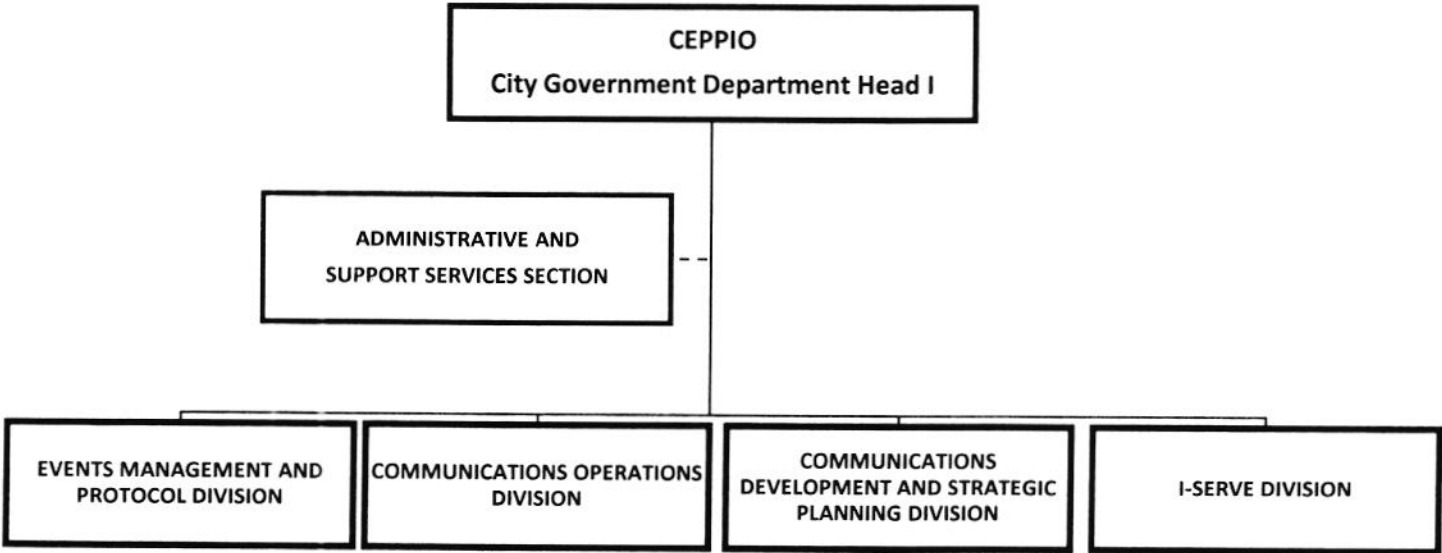 CEPPIO
City Government Department Head I
ADMINISTRATIVE AND
SUPPORT SERVICES SECTION
EVENTS MANAGEMENT AND
PROTOCOL DIVISION
COMMUNICATIONS OPERATIONS
DIVISION
COMMUNICATIONS
DEVELOPMENT AND STRATEGIC
PLANNING DIVISION
I-SERVE DIVISION